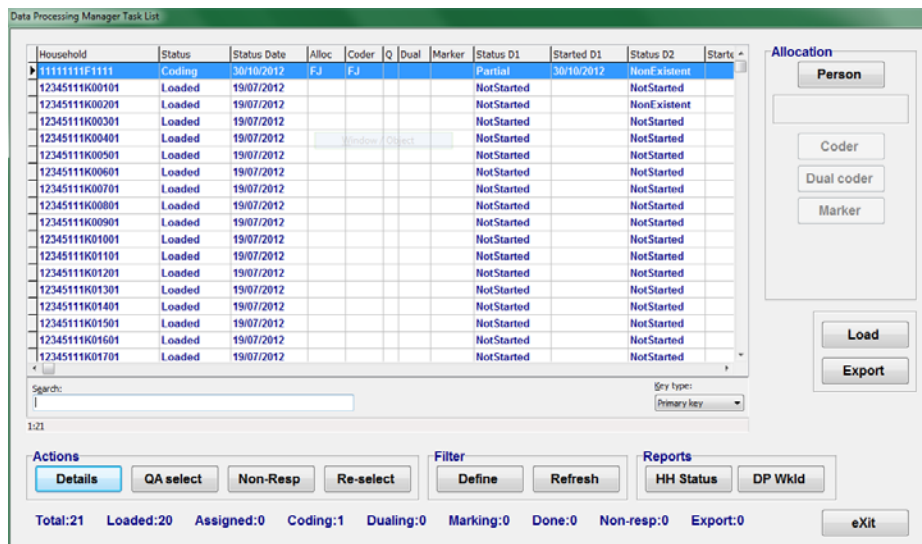 Data Processing Manager Task List
Household Status Status Date Alloc Coder Q Dual Marker Status D1 Started D1 Status D2 Starte
Allocation
11111111F1111 Coding 30/10/2012 FJ FJ Partial 30/10/2012 NonExistent
Person
12345111K00101 Loaded 19/07/2012 NotStarted NotStarted
12345111K00201 Loaded 19/07/2012 NotStarted NonExistent
12345111K00301 Loaded 19/07/2012 NotStarted NotStarted
12345111K00401 Loaded 19/07/2012 Window / Object NotStarted NotStarted
Coder
12345111K00501 Loaded 19/07/2012 NotStarted NotStarted
12345111K00601 Loaded 19/07/2012 NotStarted NotStarted
Dual coder
12345111K00701 Loaded 19/07/2012 NotStarted NotStarted
12345111K00801 Loaded 19/07/2012 NotStarted NotStarted
Marker
12345111K00901 Loaded 19/07/2012 NotStarted NotStarted
12345111K01001 Loaded 19/07/2012 NotStarted NotStarted
12345111K01101 Loaded 19/07/2012 NotStarted NotStarted
12345111K01201 Loaded 19/07/2012 NotStarted NotStarted
12345111K01301 Loaded 19/07/2012 NotStarted NotStarted
12345111K01401 Loaded 19/07/2012 NotStarted NotStarted
12345111K01501 Loaded 19/07/2012 NotStarted NotStarted
12345111K01601 Loaded 19/07/2012 NotStarted NotStarted
Load
12345111K01701 Loaded 19/07/2012 NotStarted NotStarted
Export
Search: Key type:
Primary key
1:21
Actions Filter Reports
Details QA select Non-Resp Re-select Define Refresh HH Status DP Wkld
Total:21 Loaded:20 Assigned:0 Coding:1 Dualing:0 Marking:0 Done:0 Non-resp:0 Export:0 eXit